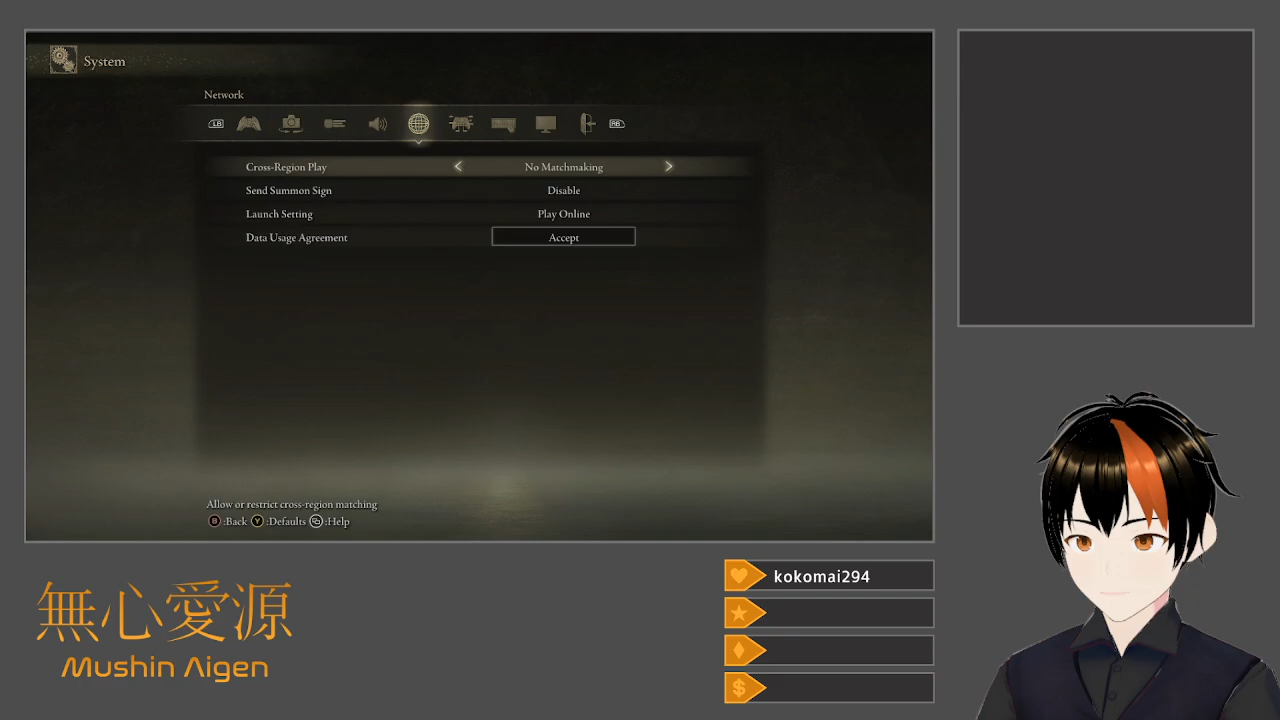 System
Network
LB
RB
Cross-Region Play
No Matchmaking
Send Summon Sign
Disable
Launch Setting
Play Online
Data Usage Agreement
Accept
Allow or restrict cross-region matching
B :Back Y :Defaults :Help
無心愛源
Mushin Aigen
kokomai294
$